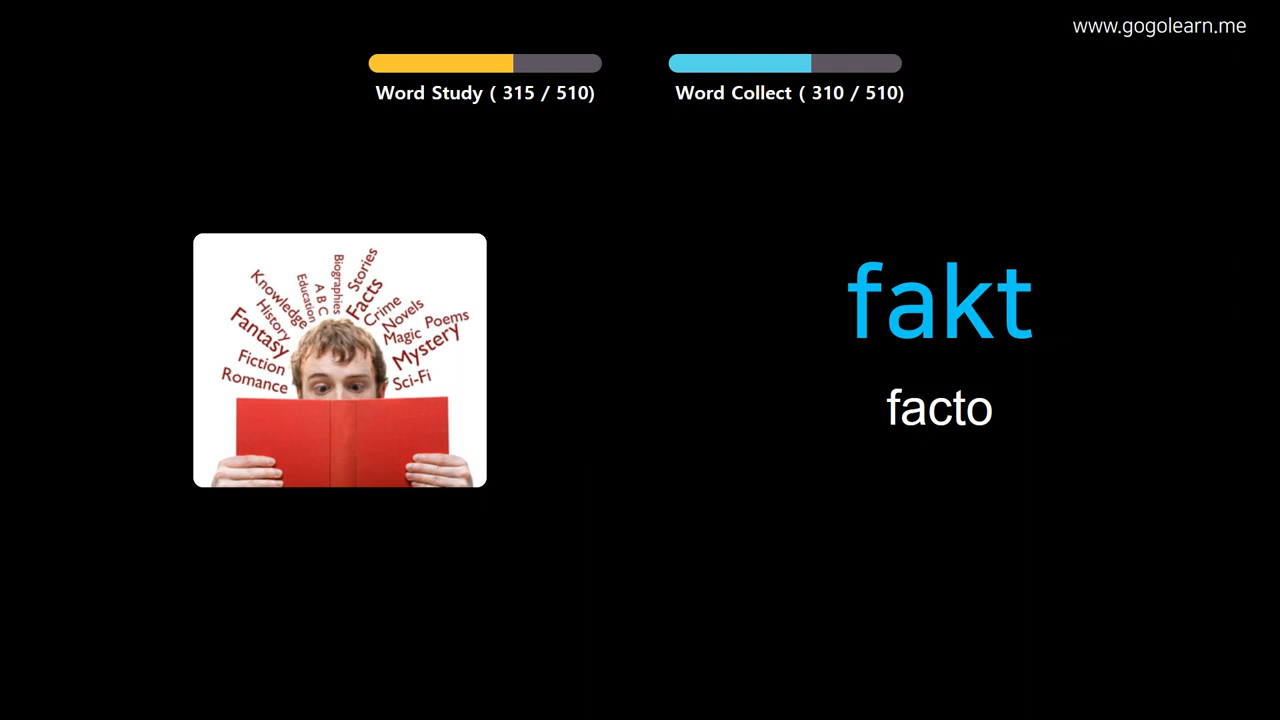 www.gogolearn.me
Word Study ( 315 / 510)
Word Collect ( 310 / 510)
Knowledge
History
Fantasy
Fiction
Romance
Education
A B C
Biographies
Stories
Facts
Crime
Novels
Magic
Poems
Mystery
Sci-Fi
fakt
facto